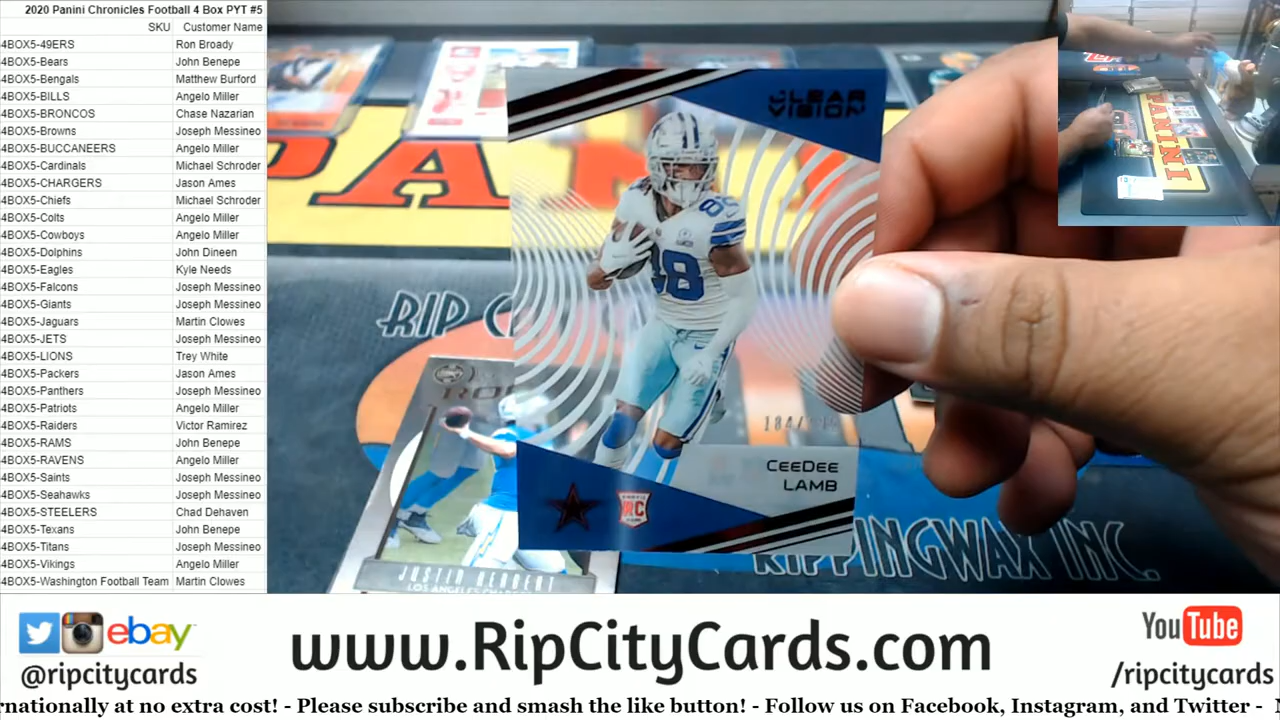 2020 Panini Chronicles Football 4 Box PYT #5
SKU Customer Name
4BOX5-49ERS Ron Broady
4BOX5-Bears John Benepe
4BOX5-Bengals Matthew Burford
4BOX5-BILLS Angelo Miller
4BOX5-BRONCOS Chase Nazarian
4BOX5-Browns Joseph Messineo
4BOX5-BUCCANEERS Angelo Miller
4BOX5-Cardinals Michael Schroder
4BOX5-CHARGERS Jason Ames
4BOX5-Chiefs Michael Schroder
4BOX5-Colts Angelo Miller
4BOX5-Cowboys Angelo Miller
4BOX5-Dolphins John Dineen
4BOX5-Eagles Kyle Needs
4BOX5-Falcons Joseph Messineo
4BOX5-Giants Joseph Messineo
4BOX5-Jaguars Martin Clowes
4BOX5-JETS Joseph Messineo
4BOX5-LIONS Trey White
4BOX5-Packers Jason Ames
4BOX5-Panthers Joseph Messineo
4BOX5-Patriots Angelo Miller
4BOX5-Raiders Victor Ramirez
4BOX5-RAMS John Benepe
4BOX5-RAVENS Angelo Miller
4BOX5-Saints Joseph Messineo
4BOX5-Seahawks Joseph Messineo
4BOX5-STEELERS Chad Dehaven
4BOX5-Texans John Benepe
4BOX5-Titans Joseph Messineo
4BOX5-Vikings Angelo Miller
4BOX5-Washington Football Team Martin Clowes
CLEAR
VISION
88
88
CEEDEE
LAMB
RC
PANINI
RIP C
RIPPINGWAX INC.
JUSTIN HERBERT
LOS ANGELES
PANINI
ebay
@ripcitycards
www.RipCityCards.com
YouTube
/ripcitycards
rnationally at no extra cost! - Please subscribe and smash the like button! - Follow us on Facebook, Instagram, and Twitter -